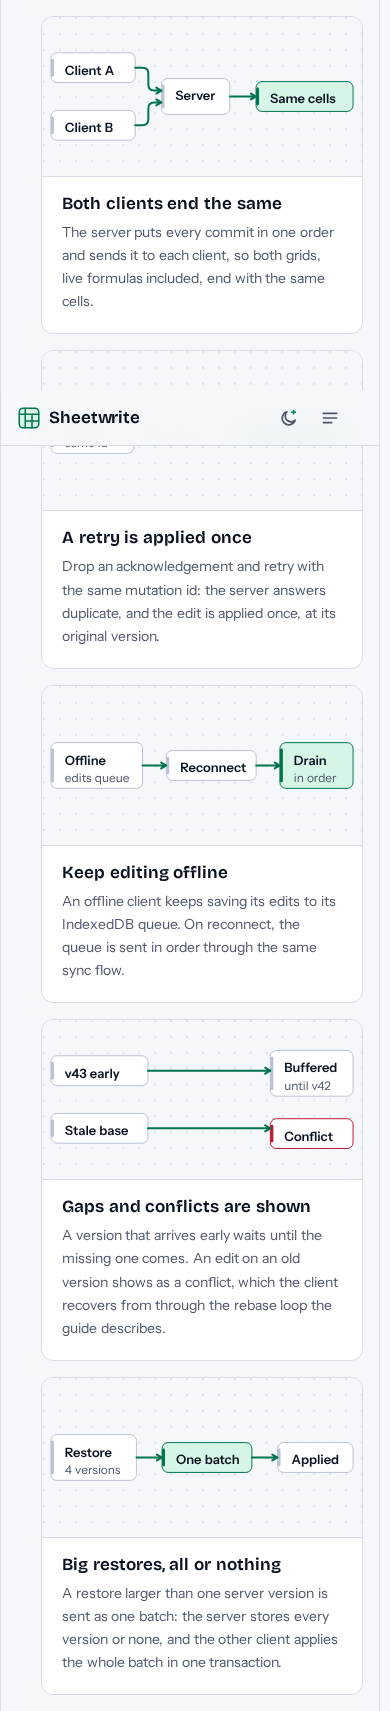 Client A
Client B
Server
Same cells
Both clients end the same
The server puts every commit in one order
and sends it to each client, so both grids,
live formulas included, end with the same
cells.
Sheetwrite
A retry is applied once
Drop an acknowledgement and retry with
the same mutation id: the server answers
duplicate, and the edit is applied once, at its
original version.
Offline
edits queue
Reconnect
Drain
in order
Keep editing offline
An offline client keeps saving its edits to its
IndexedDB queue. On reconnect, the
queue is sent in order through the same
sync flow.
v43 early
Buffered
until v42
Stale base
Conflict
Gaps and conflicts are shown
A version that arrives early waits until the
missing one comes. An edit on an old
version shows as a conflict, which the client
recovers from through the rebase loop the
guide describes.
Restore
4 versions
One batch
Applied
Big restores, all or nothing
A restore larger than one server version is
sent as one batch: the server stores every
version or none, and the other client applies
the whole batch in one transaction.